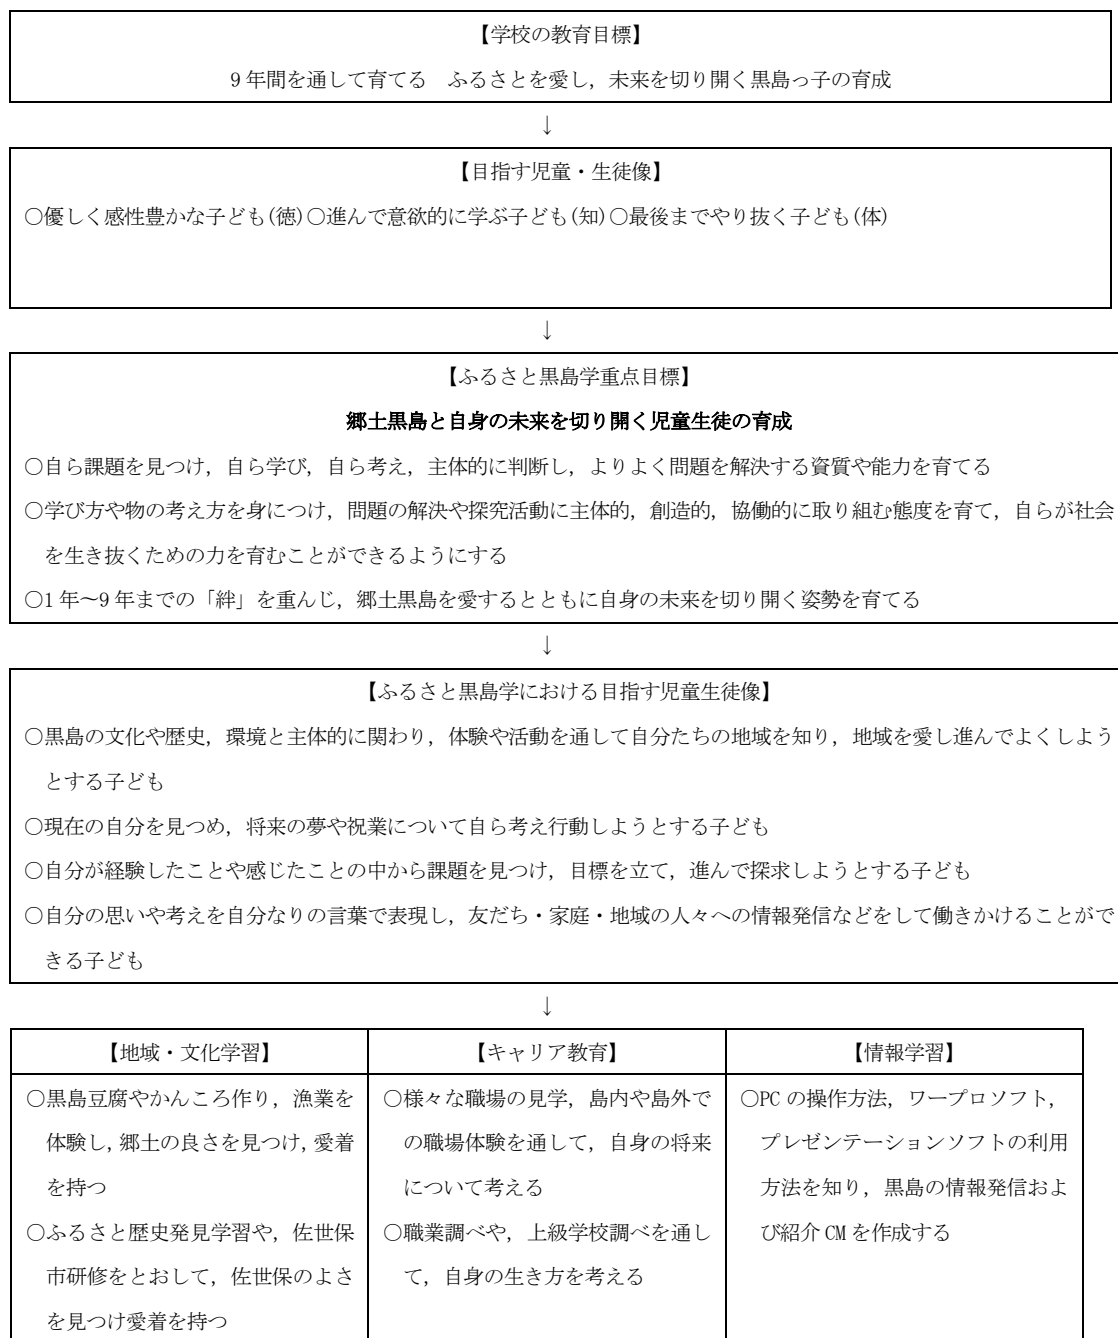 【学校の教育目標】
9年間を通して育てる　ふるさとを愛し，未来を切り開く黒島っ子の育成
↓
【目指す児童・生徒像】
○優しく感性豊かな子ども(徳)○進んで意欲的に学ぶ子ども(知)○最後までやり抜く子ども(体)
↓
【ふるさと黒島学重点目標】
郷土黒島と自身の未来を切り開く児童生徒の育成
○自ら課題を見つけ，自ら学び，自ら考え，主体的に判断し，よりよく問題を解決する資質や能力を育てる
○学び方や物の考え方を身につけ，問題の解決や探究活動に主体的，創造的，協働的に取り組む態度を育て，自らが社会
を生き抜くための力を育むことができるようにする
○1年～9年までの「絆」を重んじ，郷土黒島を愛するとともに自身の未来を切り開く姿勢を育てる
↓
【ふるさと黒島学における目指す児童生徒像】
○黒島の文化や歴史，環境と主体的に関わり，体験や活動を通して自分たちの地域を知り，地域を愛し進んでよくしよう
とする子ども
○現在の自分を見つめ，将来の夢や祝業について自ら考え行動しようとする子ども
○自分が経験したことや感じたことの中から課題を見つけ，目標を立て，進んで探求しようとする子ども
○自分の思いや考えを自分なりの言葉で表現し，友だち・家庭・地域の人々への情報発信などをして働きかけることがで
きる子ども
↓
【地域・文化学習】
○黒島豆腐やかんころ作り，漁業を
体験し，郷土の良さを見つけ，愛着
を持つ
○ふるさと歴史発見学習や，佐世保
市研修をとおして，佐世保のよさ
を見つけ愛着を持つ
【キャリア教育】
○様々な職場の見学，島内や島外で
の職場体験を通して，自身の将来
について考える
○職業調べや，上級学校調べを通し
て，自身の生き方を考える
【情報学習】
○PCの操作方法，ワープロソフト，
プレゼンテーションソフトの利用
方法を知り，黒島の情報発信およ
び紹介CMを作成する